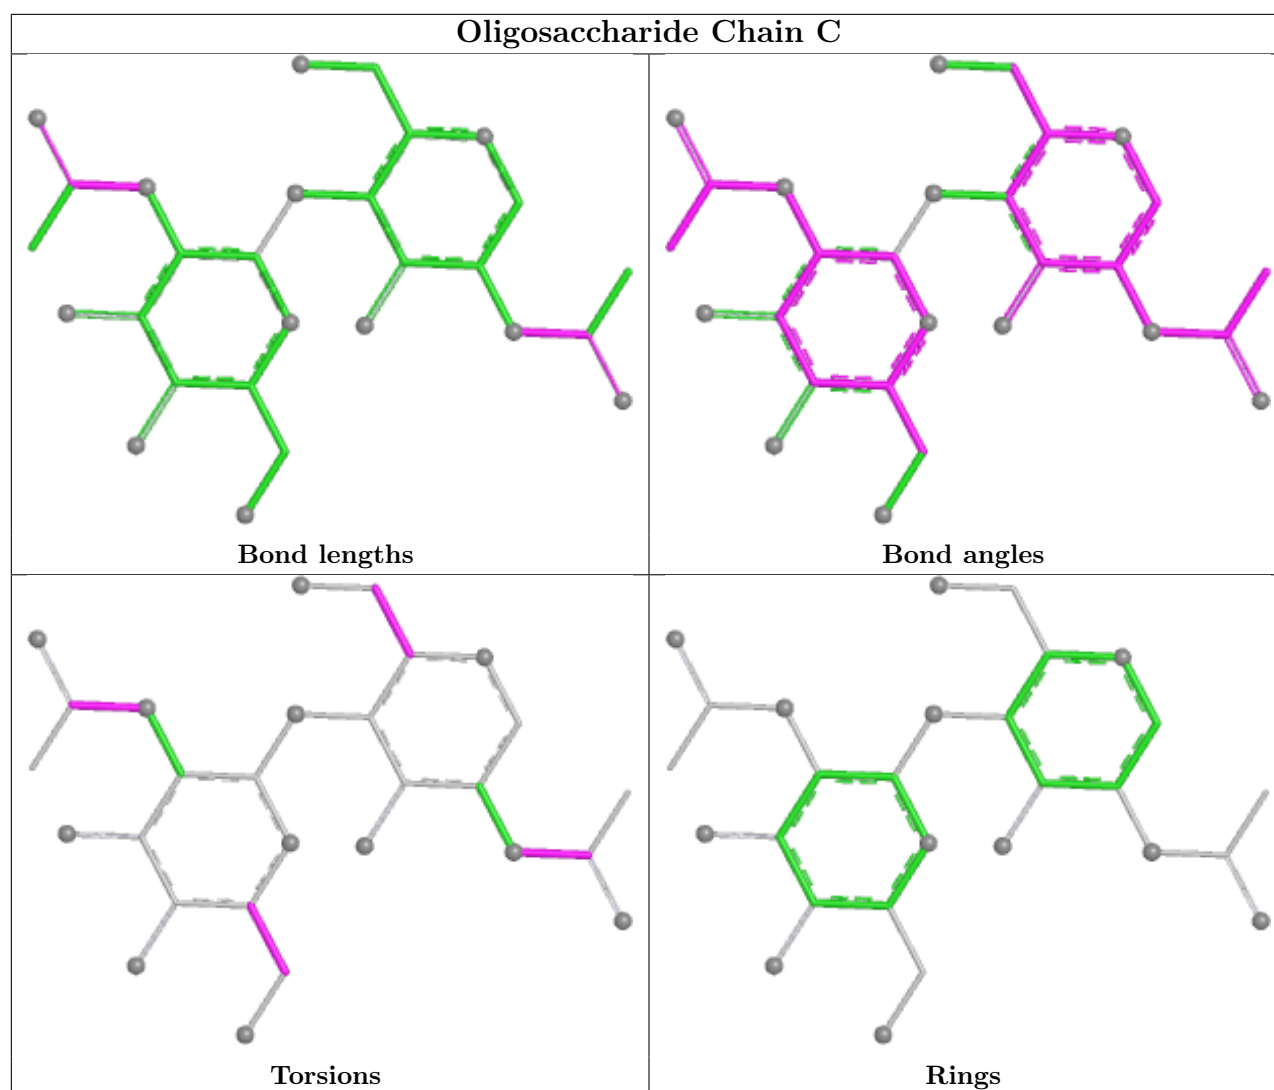 Oligosaccharide Chain C
Bond lengths
Bond angles
Torsions
Rings